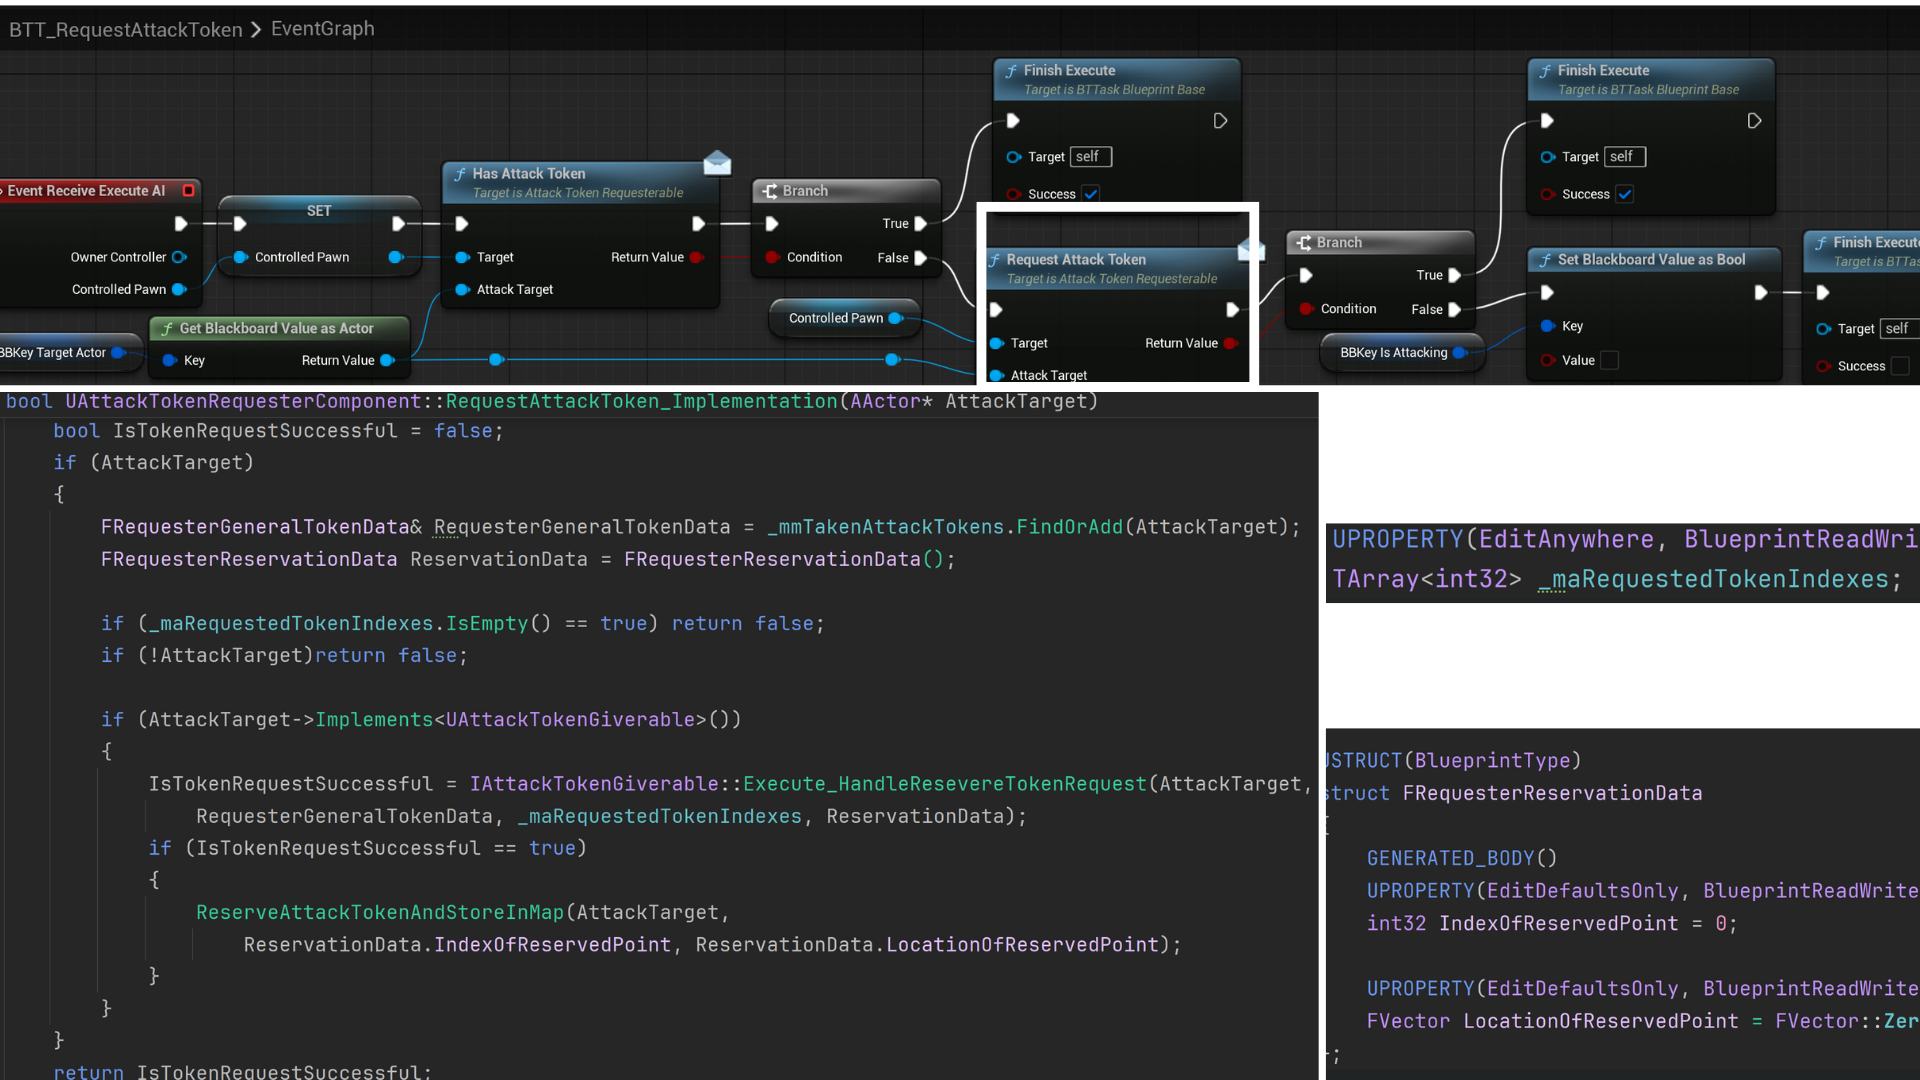 BTT_RequestAttackToken > EventGraph
Finish Execute
Target is BTTask Blueprint Base
Target self
Success
Finish Execute
Target is BTTask Blueprint Base
Target self
Success
Event Receive Execute AI
Owner Controller
Controlled Pawn
SET
Controlled Pawn
Has Attack Token
Target is Attack Token Requesterable
Target
Return Value
Attack Target
Branch
True
Condition
False
Controlled Pawn
Request Attack Token
Target is Attack Token Requesterable
Target
Return Value
Attack Target
Branch
True
Condition
False
BBKey Is Attacking
Set Blackboard Value as Bool
Key
Value
Finish Execut
Target is BTTas
Target self
Success
BBKey Target Actor
Get Blackboard Value as Actor
Key
Return Value
bool UAttackTokenRequesterComponent::RequestAttackToken_Implementation(AActor* AttackTarget)
bool IsTokenRequestSuccessful = false;
if (AttackTarget)
{
FRequesterGeneralTokenData& RequesterGeneralTokenData = _mmTakenAttackTokens.FindOrAdd(AttackTarget);
FRequesterReservationData ReservationData = FRequesterReservationData();
if (_maRequestedTokenIndexes.IsEmpty() == true) return false;
if (!AttackTarget)return false;
if (AttackTarget->Implements<UAttackTokenGiverable>())
{
IsTokenRequestSuccessful = IAttackTokenGiverable::Execute_HandleResevereTokenRequest(AttackTarget,
RequesterGeneralTokenData, _maRequestedTokenIndexes, ReservationData);
if (IsTokenRequestSuccessful == true)
{
ReserveAttackTokenAndStoreInMap(AttackTarget,
ReservationData.IndexOfReservedPoint, ReservationData.LocationOfReservedPoint);
}
}
}
return IsTokenRequestSuccessful;
UPROPERTY(EditAnywhere, BlueprintReadWri
TArray<int32> _maRequestedTokenIndexes;
USTRUCT(BlueprintType)
struct FRequesterReservationData
{
GENERATED_BODY()
UPROPERTY(EditDefaultsOnly, BlueprintReadWrite
int32 IndexOfReservedPoint = 0;
UPROPERTY(EditDefaultsOnly, BlueprintReadWrite
FVector LocationOfReservedPoint = FVector::Zer
};